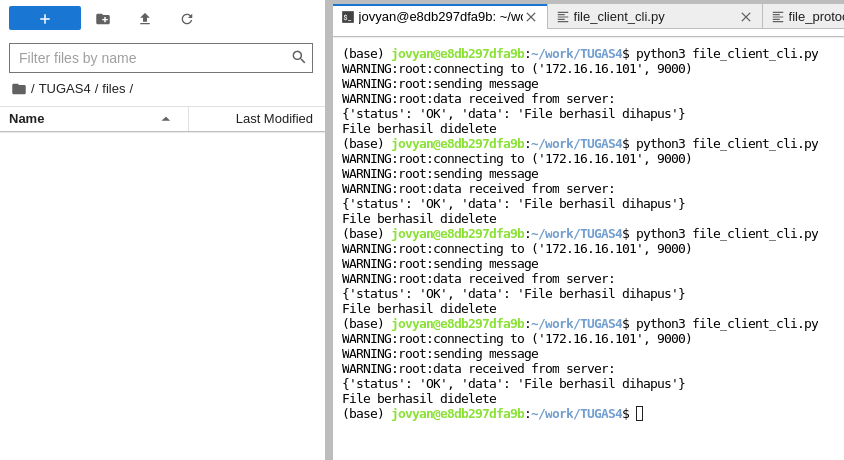 Filter files by name
/ TUGAS4 / files /
Name
Last Modified
jovyan@e8db297dfa9b: ~/wo
file_client_cli.py
file_proto
(base) jovyan@e8db297dfa9b:~/work/TUGAS4$ python3 file_client_cli.py
WARNING:root:connecting to ('172.16.16.101', 9000)
WARNING:root:sending message
WARNING:root:data received from server:
{'status': 'OK', 'data': 'File berhasil dihapus'}
File berhasil didelete
(base) jovyan@e8db297dfa9b:~/work/TUGAS4$ python3 file_client_cli.py
WARNING:root:connecting to ('172.16.16.101', 9000)
WARNING:root:sending message
WARNING:root:data received from server:
{'status': 'OK', 'data': 'File berhasil dihapus'}
File berhasil didelete
(base) jovyan@e8db297dfa9b:~/work/TUGAS4$ python3 file_client_cli.py
WARNING:root:connecting to ('172.16.16.101', 9000)
WARNING:root:sending message
WARNING:root:data received from server:
{'status': 'OK', 'data': 'File berhasil dihapus'}
File berhasil didelete
(base) jovyan@e8db297dfa9b:~/work/TUGAS4$ python3 file_client_cli.py
WARNING:root:connecting to ('172.16.16.101', 9000)
WARNING:root:sending message
WARNING:root:data received from server:
{'status': 'OK', 'data': 'File berhasil dihapus'}
File berhasil didelete
(base) jovyan@e8db297dfa9b:~/work/TUGAS4$